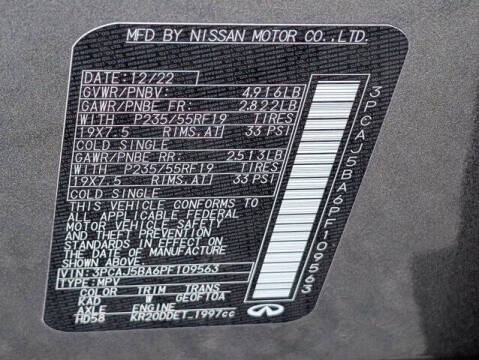 MFD BY NISSAN MOTOR CO.,LTD.
DATE: 12/22
GVWR/PNBV: 4,916LB
GAWR/PNBE FR: 2,822LB
WITH P235/55RF19 TIRES
19X7.5 RIMS.AT 33 PSI
COLD SINGLE
GAWR/PNBE RR: 2,513LB
WITH P235/55RF19 TIRES
19X7.5 RIMS.AT 33 PSI
COLD SINGLE
THIS VEHICLE CONFORMS TO
ALL APPLICABLE FEDERAL
MOTOR VEHICLE SAFETY
AND THEFT PREVENTION
STANDARDS IN EFFECT ON
THE DATE OF MANUFACTURE
SHOWN ABOVE.
VIN: 3PCAJ5BA6PF109563
TYPE: MPV
COLOR TRIM TRANS
KAD W GE0FT0A
AXLE ENGINE
HD58 KR20DDET_1997cc
3PCAJ5BA6PF109563
INFINITI